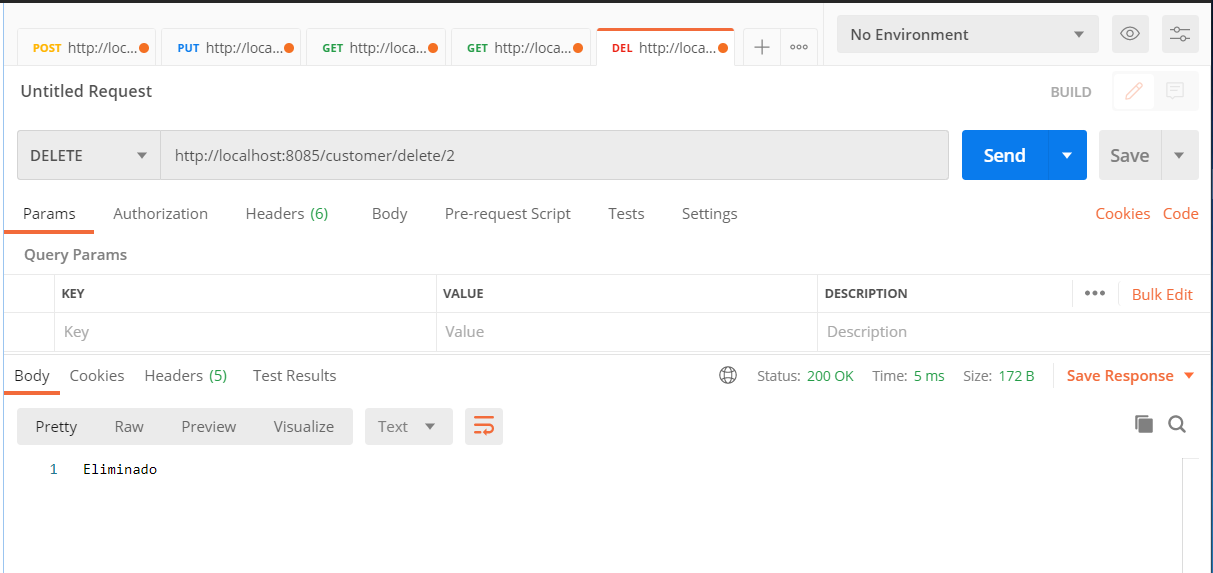 POST http://loc... PUT http://loca... GET http://loca... GET http://loca... DEL http://loca... No Environment
Untitled Request BUILD
DELETE http://localhost:8085/customer/delete/2 Send Save
Params Authorization Headers (6) Body Pre-request Script Tests Settings Cookies Code
Query Params
KEY VALUE DESCRIPTION Bulk Edit
Key Value Description
Body Cookies Headers (5) Test Results Status: 200 OK Time: 5 ms Size: 172 B Save Response
Pretty Raw Preview Visualize Text
1 Eliminado